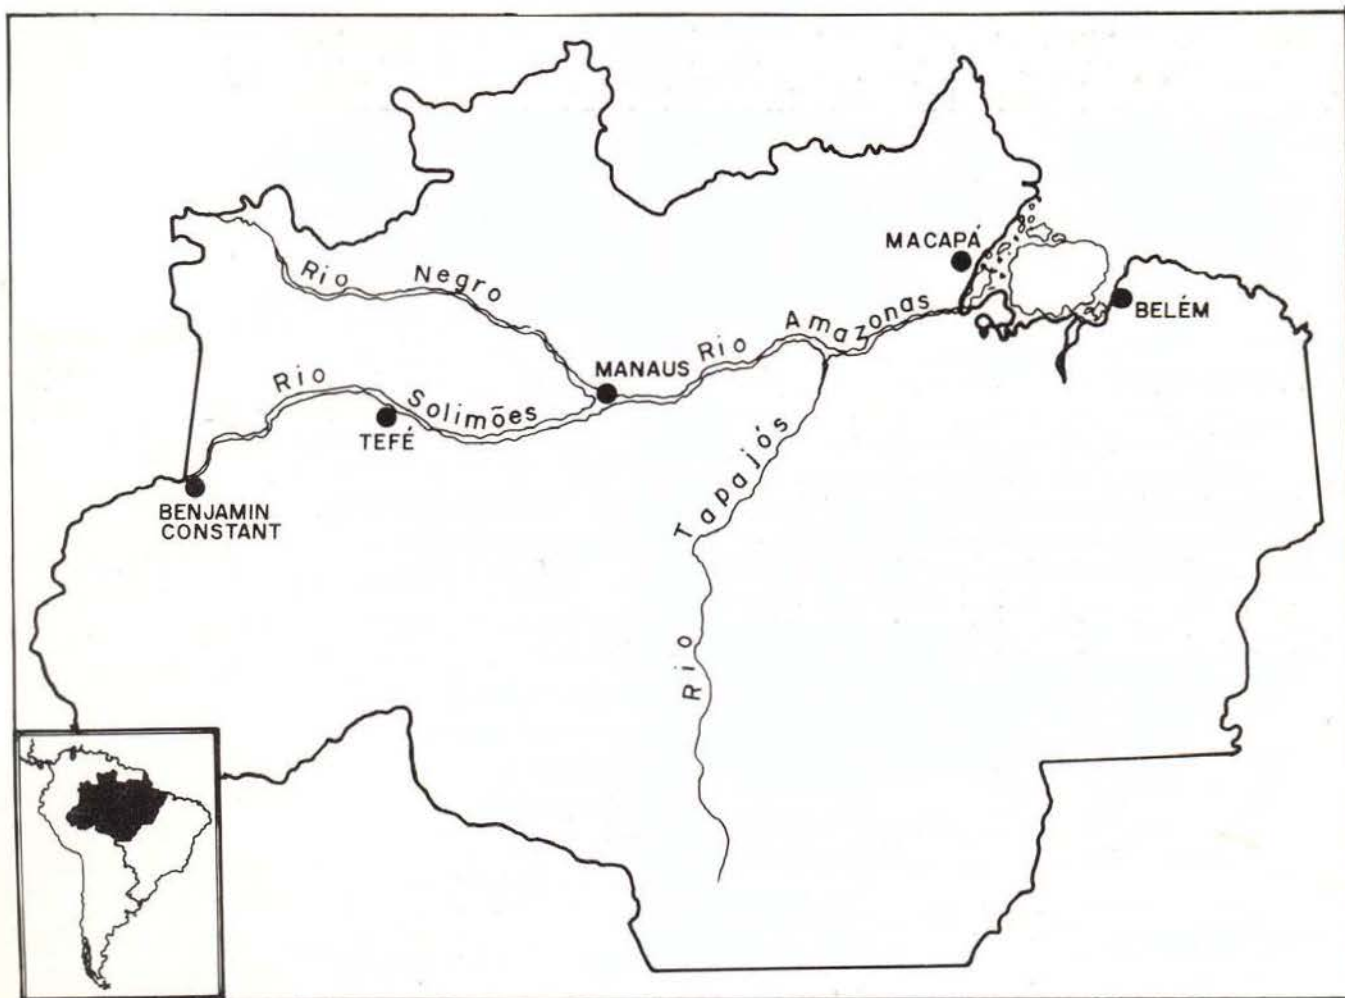 MACAPÁ
BELÉM
Rio Negro
Rio Amazonas
MANAUS
Rio Solimões
TEFÉ
BENJAMIN
CONSTANT
Rio Tapajós